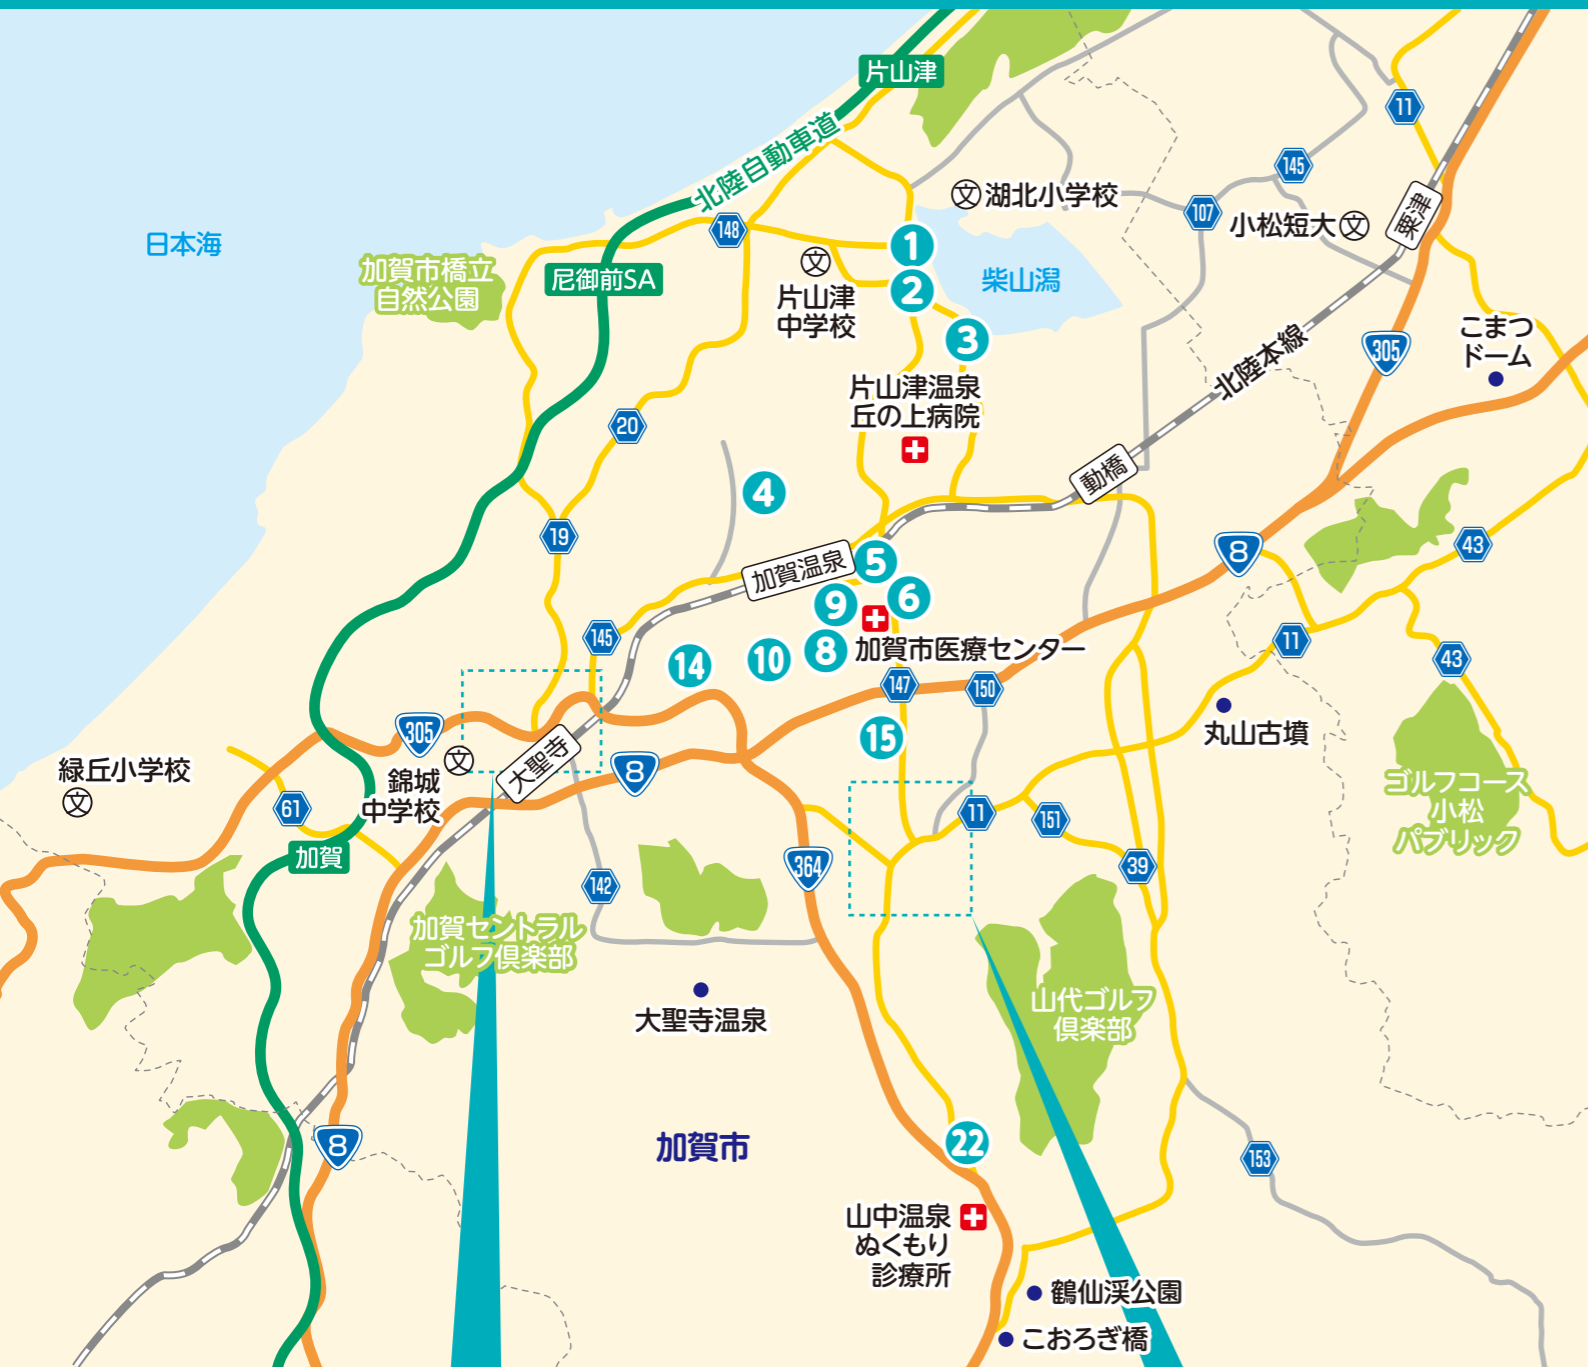 片山津
北陸自動車道
11
145
湖北小学校
文
107
小松短大
文
粟津
148
1
日本海
加賀市橋立
自然公園
尼御前SA
文
片山津
中学校
2
柴山潟
3
こまつ
ドーム
305
北陸本線
片山津温泉
丘の上病院
20
動橋
4
19
8
43
加賀温泉
5
9
6
145
加賀市医療センター
11
14
10
8
43
147
150
305
15
丸山古墳
文
錦城
中学校
大聖寺
8
緑丘小学校
文
61
11
151
ゴルフコース
小松
パブリック
加賀
364
39
142
加賀セントラル
ゴルフ倶楽部
大聖寺温泉
山代ゴルフ
倶楽部
8
加賀市
22
153
山中温泉
ぬくもり
診療所
鶴仙渓公園
こおろぎ橋